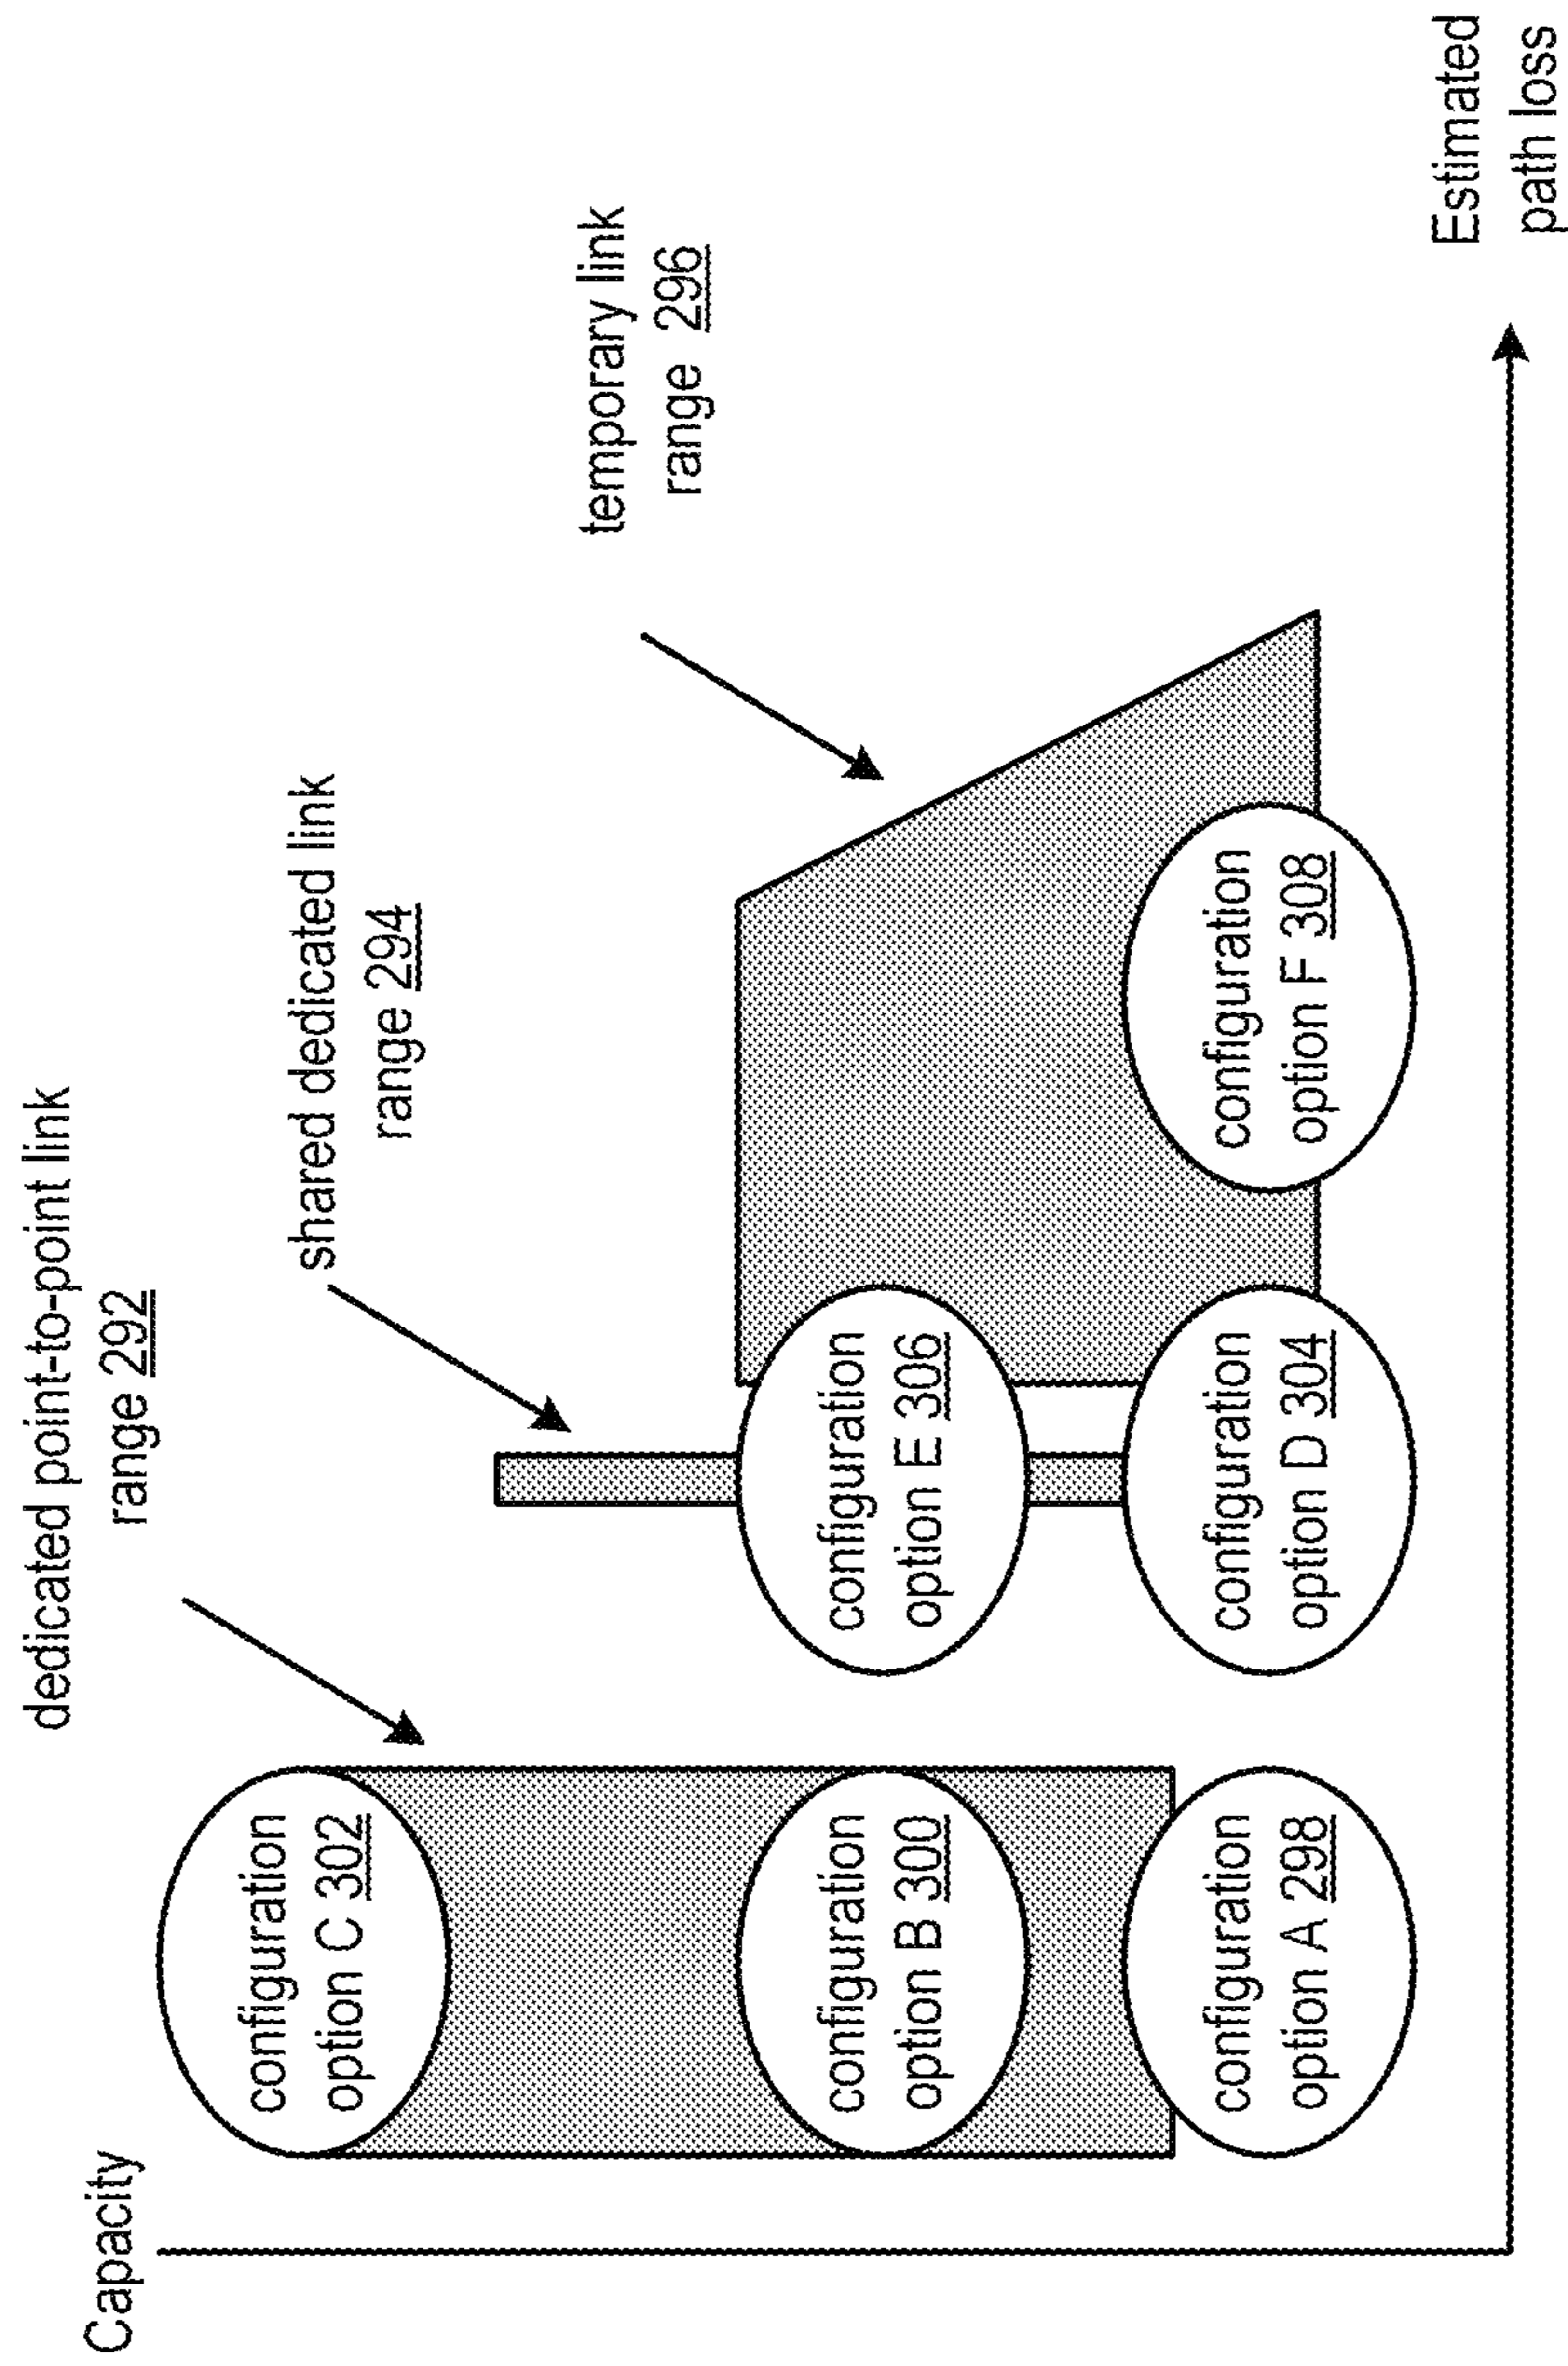 Capacity
dedicated point-to-point link
range 292
shared dedicated link
range 294
temporary link
range 296
configuration
option C 302
configuration
option B 300
configuration
option E 306
configuration
option A 298
configuration
option D 304
configuration
option F 308
Estimated
path loss